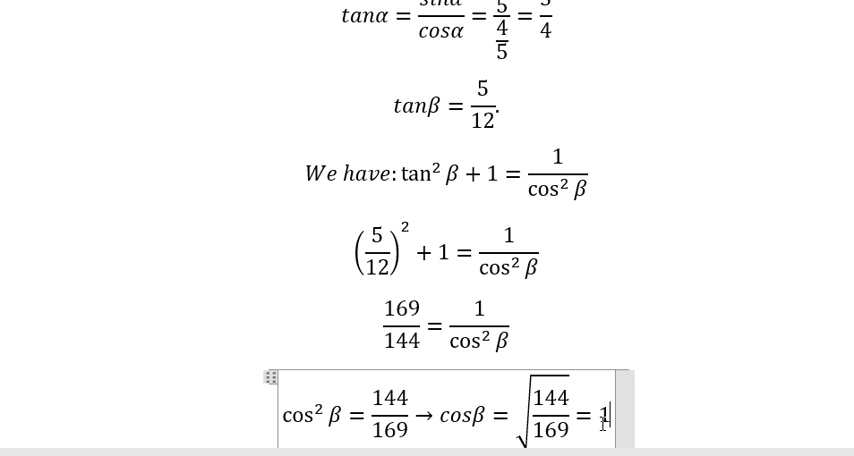 tanα = sinα/cosα = 5/(4/5) = 3/4
tanβ = 5/12.
We have: tan² β + 1 = 1/cos² β
(5/12)² + 1 = 1/cos² β
169/144 = 1/cos² β
cos² β = 144/169 → cosβ = √(144/169) = 1